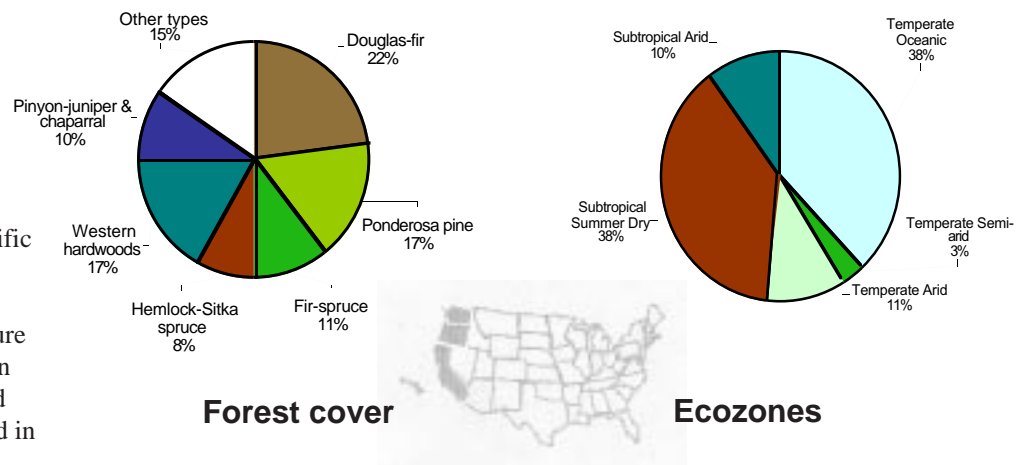 Other types
15%
Douglas-fir
22%
Pinyon-juniper &
chaparral
10%
Ponderosa pine
17%
Western
hardwoods
17%
Hemlock-Sitka
spruce
8%
Fir-spruce
11%
Forest cover
Subtropical Arid
10%
Temperate
Oceanic
38%
Subtropical
Summer Dry
38%
Temperate Semi-
arid
3%
Temperate Arid
11%
Ecozones
d in